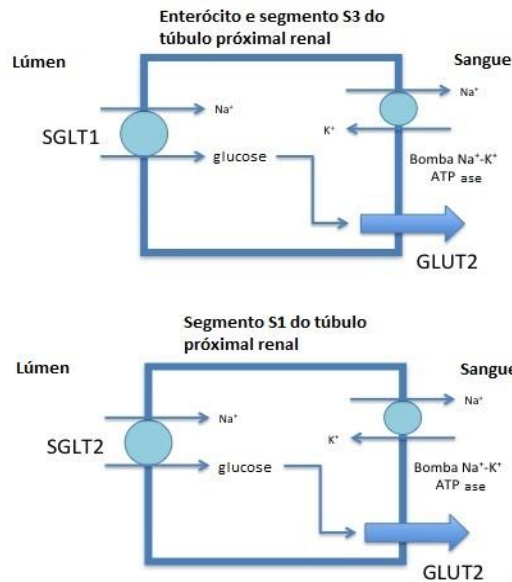 Enterócito e segmento S3 do
túbulo próximal renal
Lúmen
Sangue
Na⁺
Na⁺
SGLT1
K⁺
glucose
Bomba Na⁺-K⁺
ATP ase
GLUT2
Segmento S1 do túbulo
próximal renal
Lúmen
Sangue
Na⁺
Na⁺
SGLT2
K⁺
glucose
Bomba Na⁺-K⁺
ATP ase
GLUT2